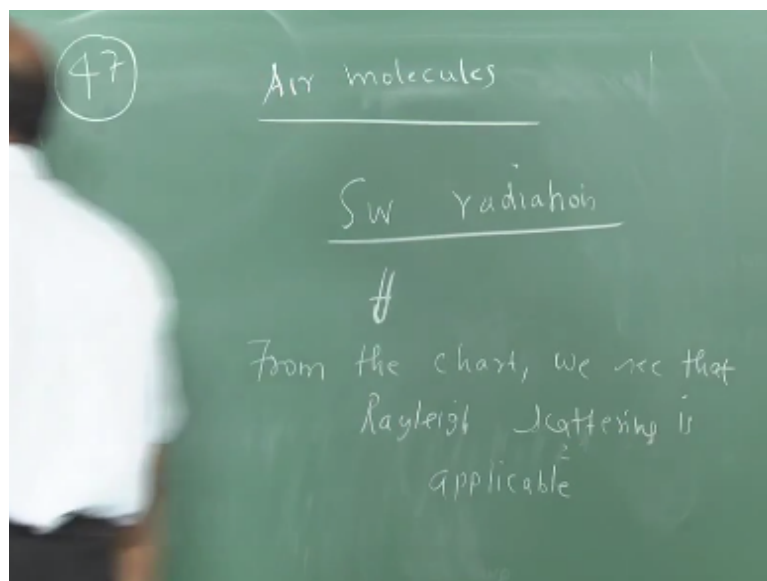 47
Air molecules
SW radiation
⇓
From the chart, we see that
Rayleigh scattering is
applicable